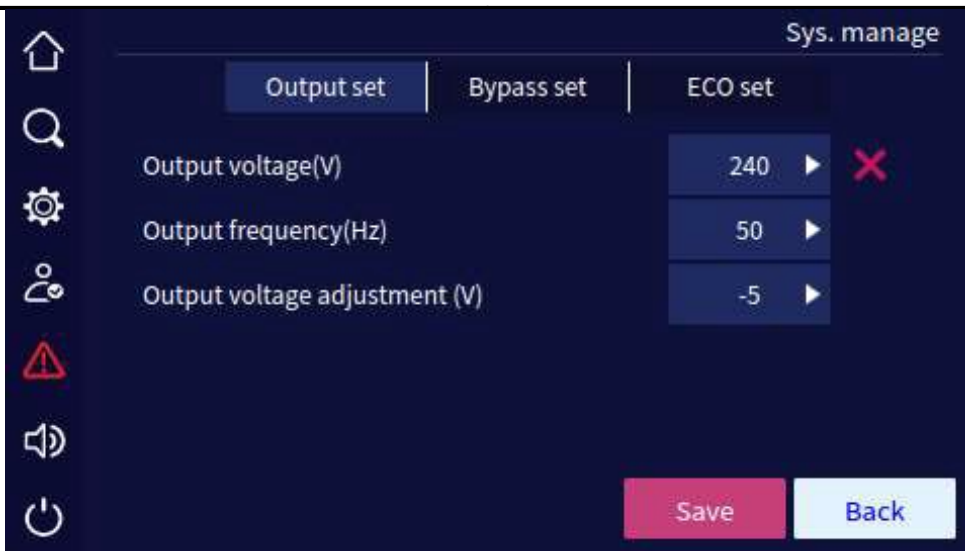 Sys. manage
Output set Bypass set ECO set
Output voltage(V) 240
Output frequency(Hz) 50
Output voltage adjustment (V) -5
Save Back